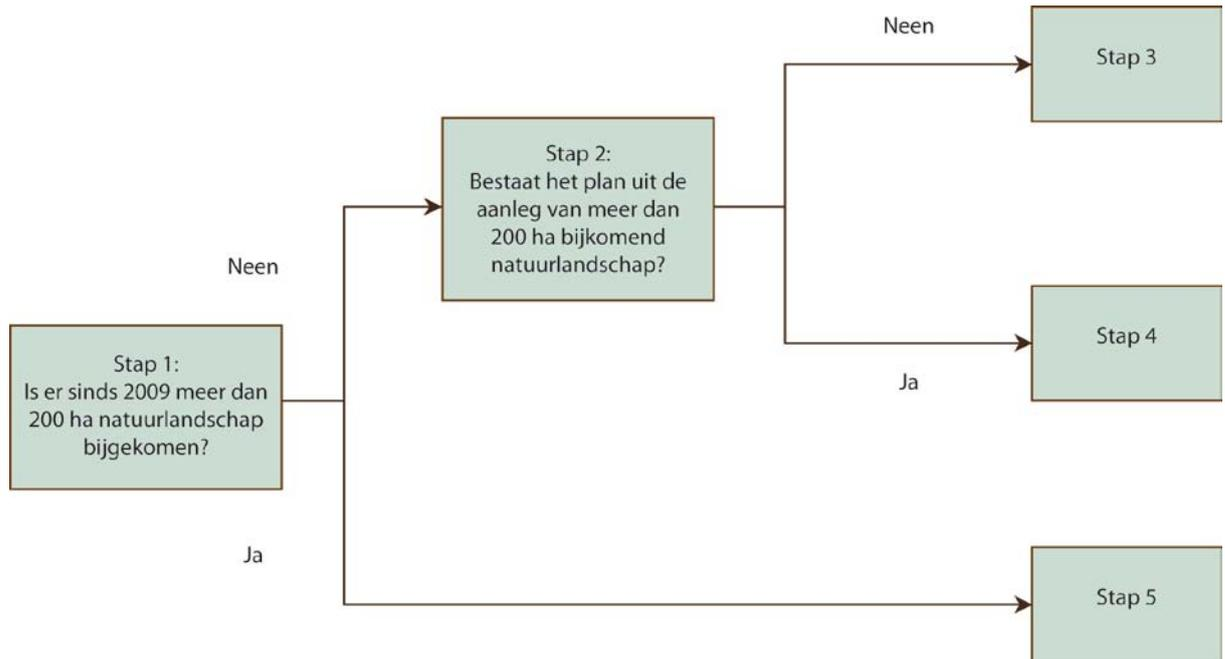 Neen
Stap 3
Stap 2:
Bestaat het plan uit de
aanleg van meer dan
200 ha bijkomend
natuurlandschap?
Neen
Stap 4
Stap 1:
Is er sinds 2009 meer dan
200 ha natuurlandschap
bijgekomen?
Ja
Ja
Stap 5